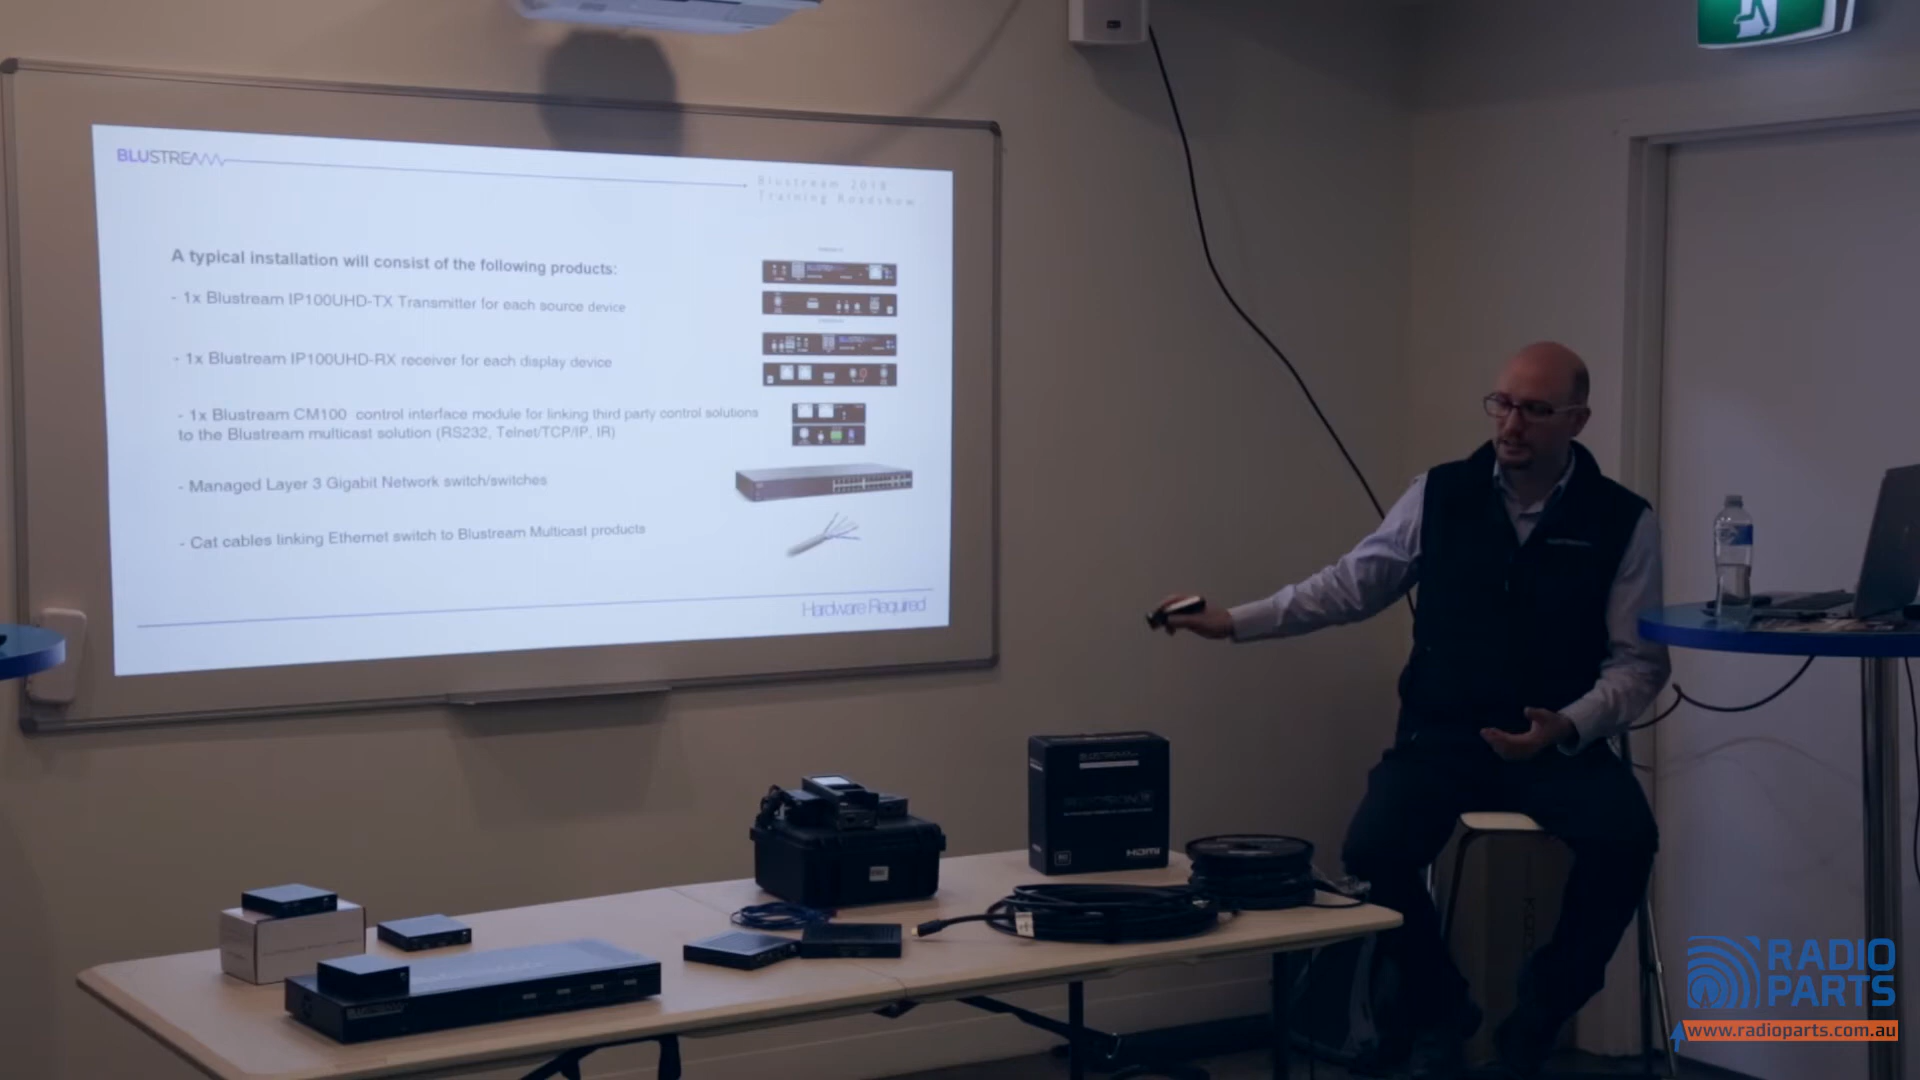 BLUSTREAM
Blustream 2018
Training Roadshow
A typical installation will consist of the following products:
- 1x Blustream IP100UHD-TX Transmitter for each source device
- 1x Blustream IP100UHD-RX receiver for each display device
- 1x Blustream CM100 control interface module for linking third party control solutions
to the Blustream multicast solution (RS232, Telnet/TCP/IP, IR)
- Managed Layer 3 Gigabit Network switch/switches
- Cat cables linking Ethernet switch to Blustream Multicast products
Hardware Required
BLUSTREAM
HDMI
BLUSTREAM
RADIO
PARTS
www.radioparts.com.au